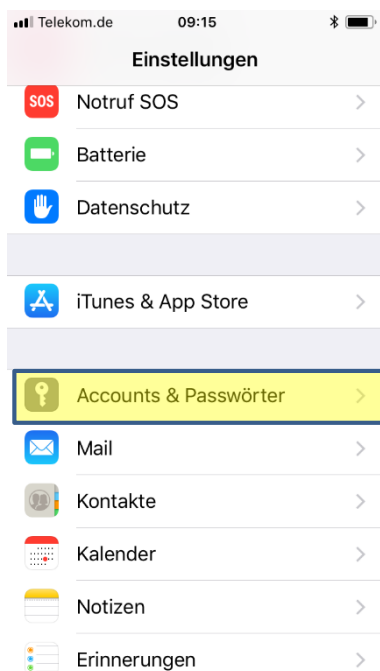 Telekom.de 09:15
Einstellungen
SOS Notruf SOS
Batterie
Datenschutz
iTunes & App Store
Accounts & Passwörter
Mail
Kontakte
Kalender
Notizen
Erinnerungen